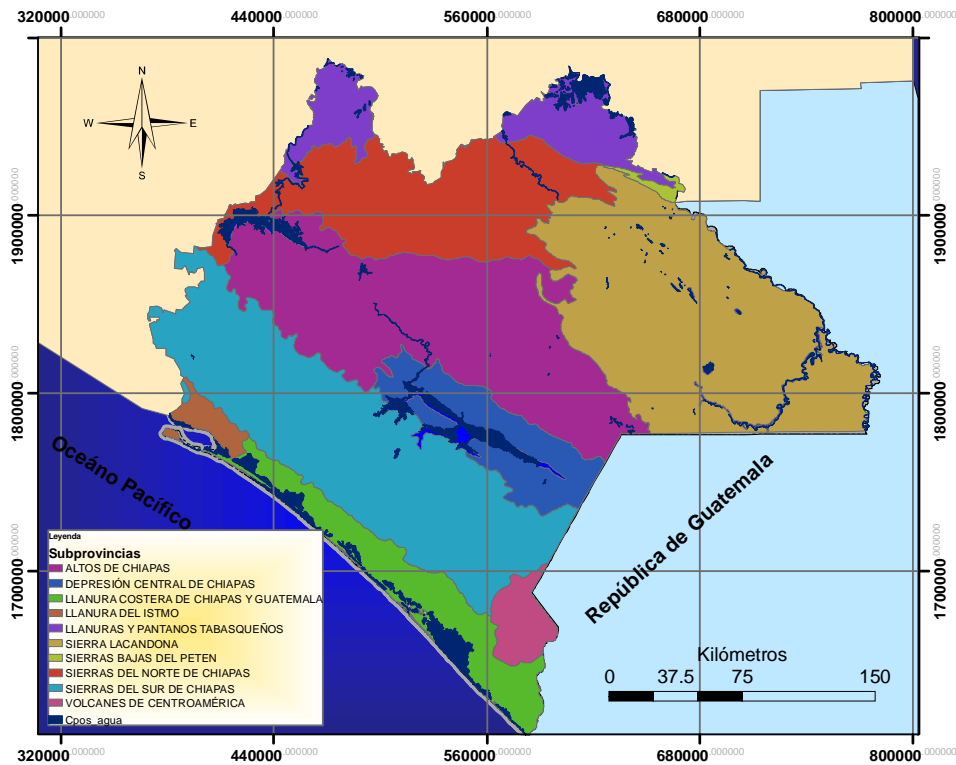 320000.000000 440000.000000 560000.000000 680000.000000 800000.000000
N
W E
S
1900000.000000 1900000.000000
1800000.000000 1800000.000000
1700000.000000 1700000.000000
Oceáno Pacífico
República de Guatemala
Leyenda
Subprovincias
ALTOS DE CHIAPAS
DEPRESIÓN CENTRAL DE CHIAPAS
LLANURA COSTERA DE CHIAPAS Y GUATEMALA
LLANURA DEL ISTMO
LLANURAS Y PANTANOS TABASQUEÑOS
SIERRA LACANDONA
SIERRAS BAJAS DEL PETEN
SIERRAS DEL NORTE DE CHIAPAS
SIERRAS DEL SUR DE CHIAPAS
VOLCANES DE CENTROAMÉRICA
Cpos_agua
Kilómetros
0 37.5 75 150
320000.000000 440000.000000 560000.000000 680000.000000 800000.000000